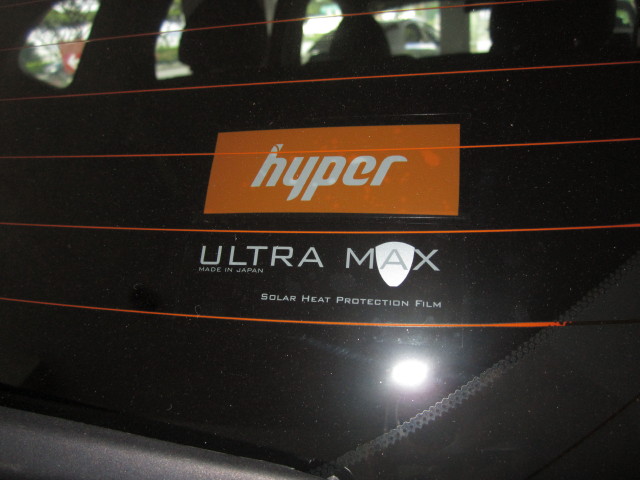 hyper
ULTRA MAX
MADE IN JAPAN
SOLAR HEAT PROTECTION FILM